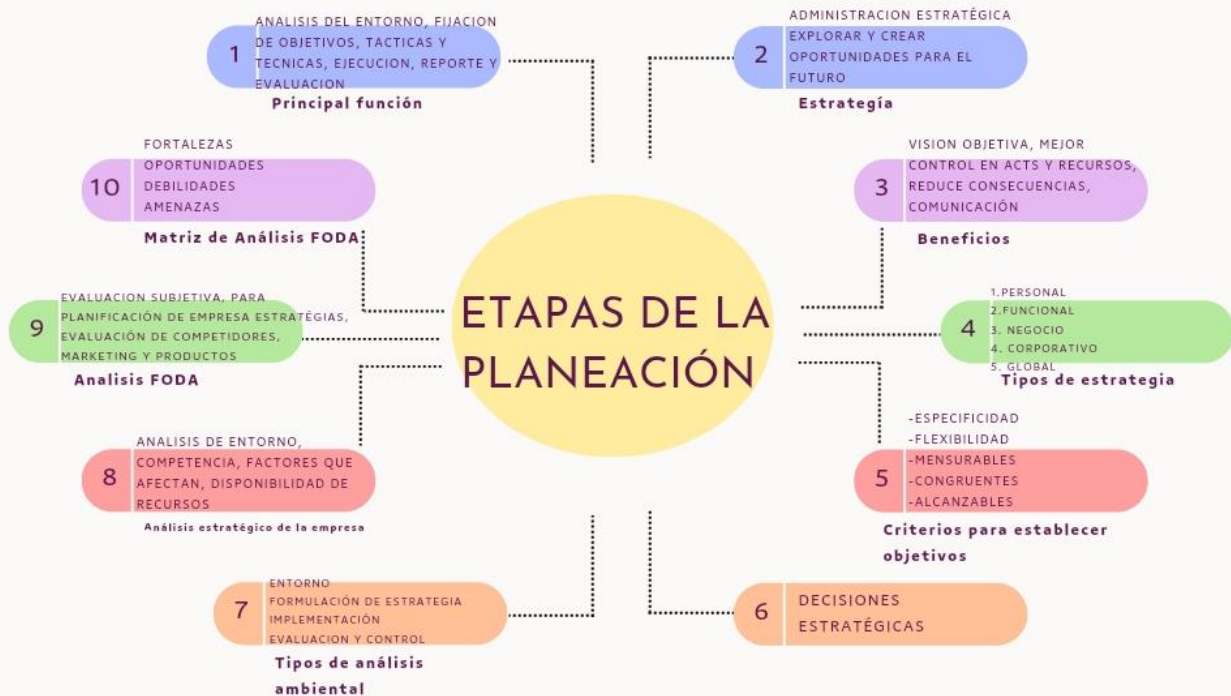 ETAPAS DE LA
PLANEACIÓN
1
ANALISIS DEL ENTORNO, FIJACION
DE OBJETIVOS, TACTICAS Y
TECNICAS, EJECUCION, REPORTE Y
EVALUACION
Principal función
2
ADMINISTRACION ESTRATÉGICA
EXPLORAR Y CREAR
OPORTUNIDADES PARA EL
FUTURO
Estrategía
3
VISION OBJETIVA, MEJOR
CONTROL EN ACTS Y RECURSOS,
REDUCE CONSECUENCIAS,
COMUNICACIÓN
Beneficios
4
1.PERSONAL
2.FUNCIONAL
3. NEGOCIO
4. CORPORATIVO
5. GLOBAL
Tipos de estrategia
5
-ESPECIFICIDAD
-FLEXIBILIDAD
-MENSURABLES
-CONGRUENTES
-ALCANZABLES
Criterios para establecer
objetivos
6
DECISIONES
ESTRATÉGICAS
7
ENTORNO
FORMULACIÓN DE ESTRATEGIA
IMPLEMENTACIÓN
EVALUACION Y CONTROL
Tipos de análisis
ambiental
8
ANALISIS DE ENTORNO,
COMPETENCIA, FACTORES QUE
AFECTAN, DISPONIBILIDAD DE
RECURSOS
Análisis estratégico de la empresa
9
EVALUACION SUBJETIVA, PARA
PLANIFICACIÓN DE EMPRESA ESTRATÉGIAS,
EVALUACIÓN DE COMPETIDORES,
MARKETING Y PRODUCTOS
Analisis FODA
10
FORTALEZAS
OPORTUNIDADES
DEBILIDADES
AMENAZAS
Matriz de Análisis FODA